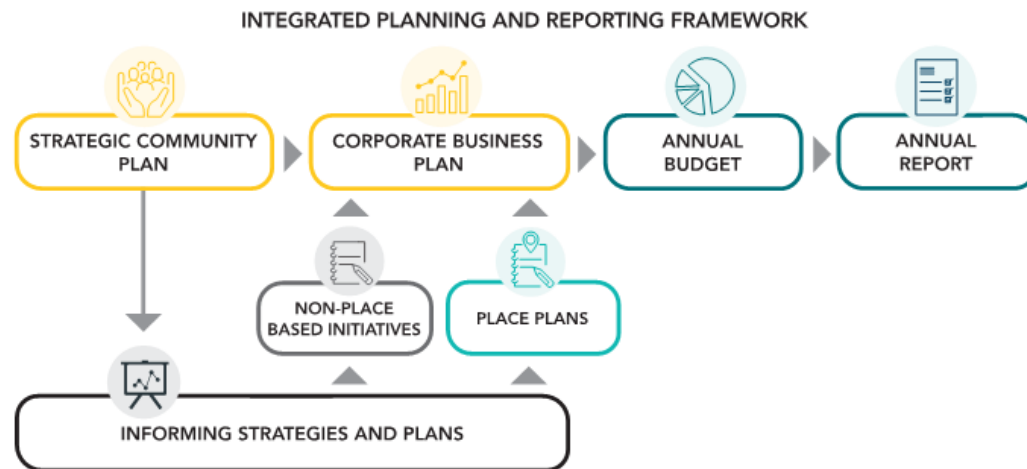 INTEGRATED PLANNING AND REPORTING FRAMEWORK
STRATEGIC COMMUNITY
PLAN
CORPORATE BUSINESS
PLAN
ANNUAL
BUDGET
ANNUAL
REPORT
NON-PLACE
BASED INITIATIVES
PLACE PLANS
INFORMING STRATEGIES AND PLANS